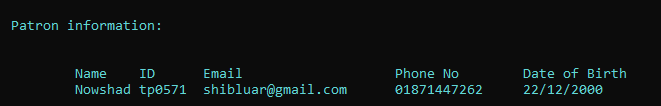 Patron information:
Name ID Email Phone No Date of Birth
Nowshad tp0571 shibluar@gmail.com 01871447262 22/12/2000